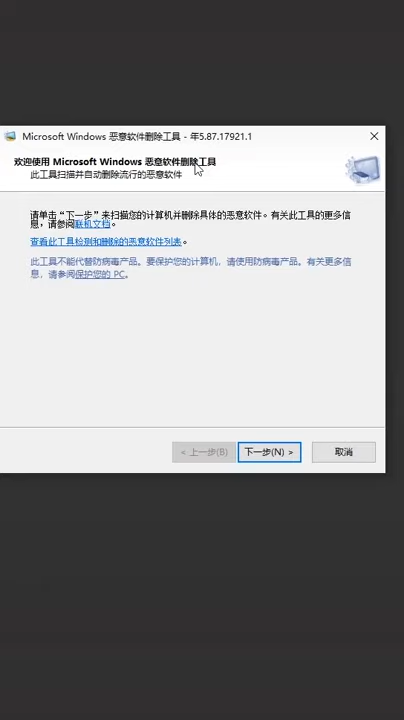 Microsoft Windows 恶意软件删除工具 - 年5.87.17921.1
欢迎使用 Microsoft Windows 恶意软件删除工具
此工具扫描并自动删除流行的恶意软件
请单击“下一步”来扫描您的计算机并删除具体的恶意软件。有关此工具的更多信
息，请参阅联机文档。
查看此工具检测和删除的恶意软件列表。
此工具不能代替防病毒产品。要保护您的计算机，请使用防病毒产品。有关更多信
息，请参阅保护您的 PC。
< 上一步(B)
下一步(N) >
取消